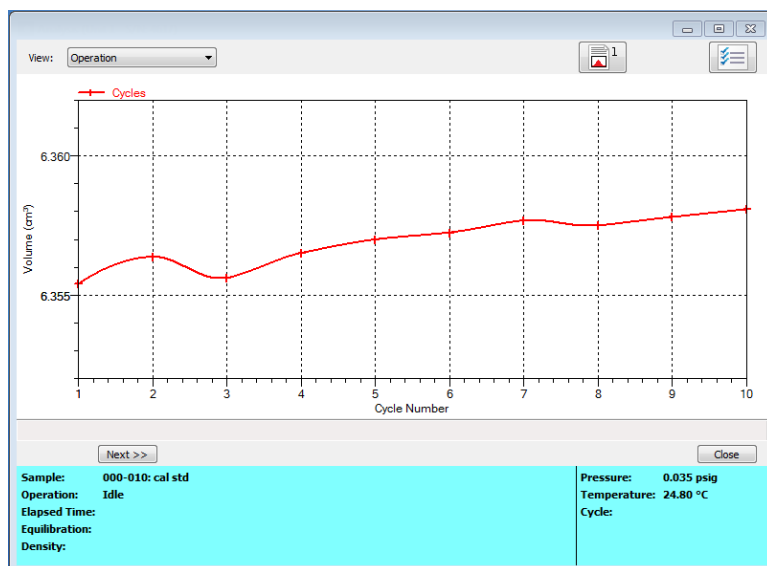 View: Operation
1
Cycles
6.360
6.355
Volume (cm³)
1 2 3 4 5 6 7 8 9 10
Cycle Number
Next >> Close
Sample: 000-010: cal std
Operation: Idle
Elapsed Time:
Equilibration:
Density:
Pressure: 0.035 psig
Temperature: 24.80 °C
Cycle: